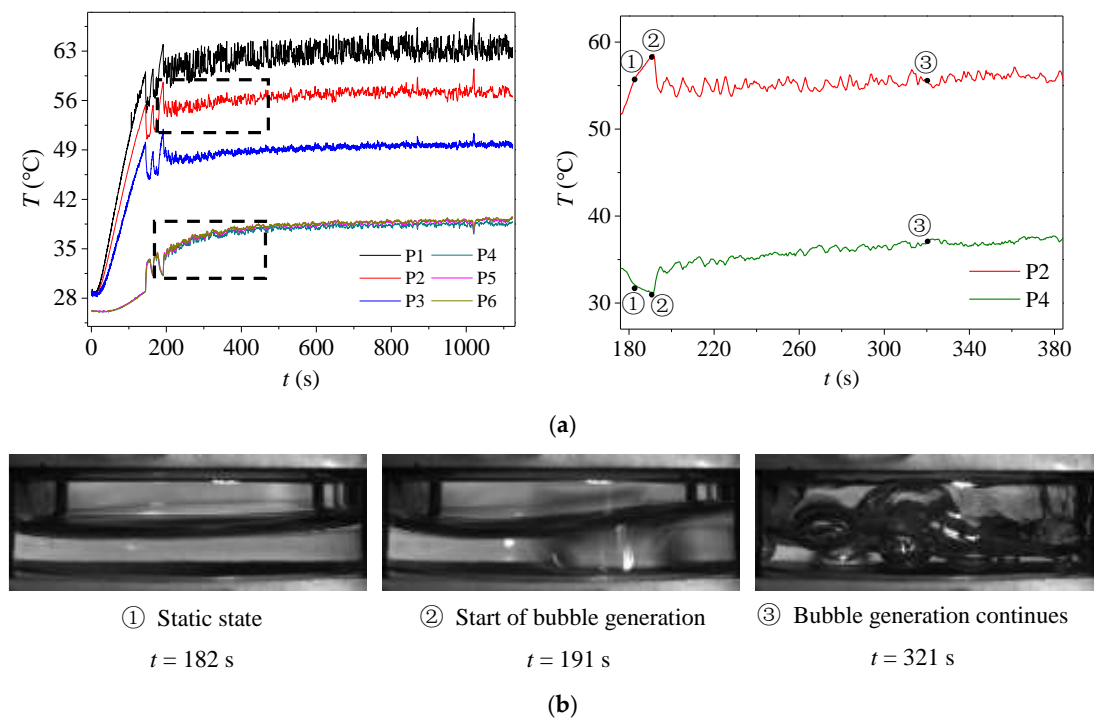 63
56
49
42
35
28
T (°C)
P1 P4
P2 P5
P3 P6
0 200 400 600 800 1000
t (s)
60
50
40
30
T (°C)
① ② ③
③
① ②
P2
P4
180 220 260 300 340 380
t (s)
(a)
① Static state ② Start of bubble generation ③ Bubble generation continues
t = 182 s t = 191 s t = 321 s
(b)